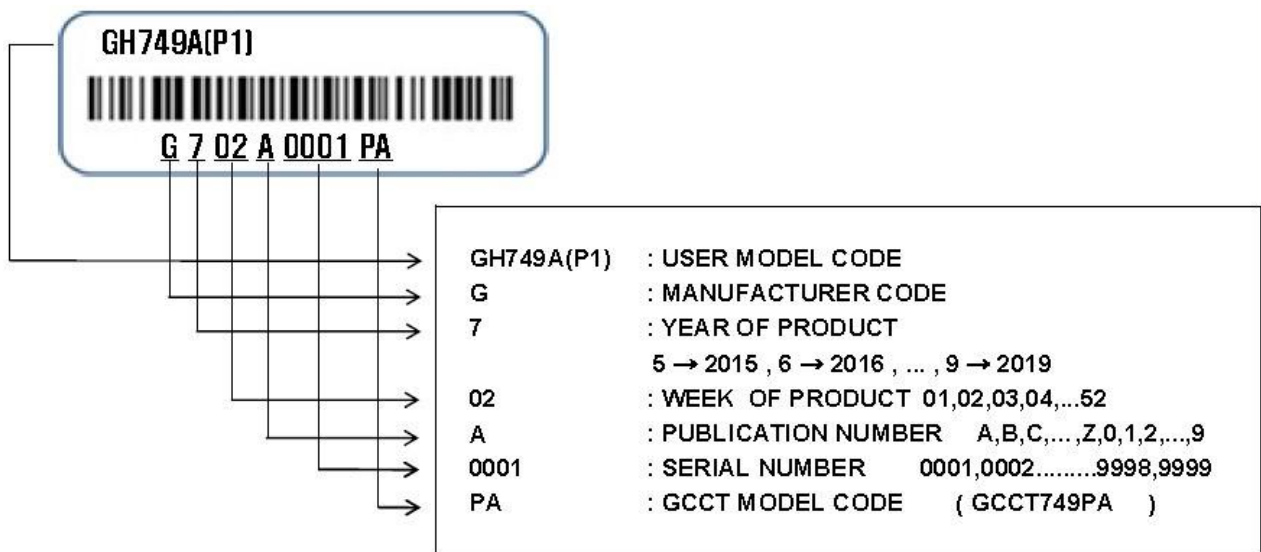 GH749A(P1)
G 7 02 A 0001 PA
GH749A(P1) : USER MODEL CODE
G : MANUFACTURER CODE
7 : YEAR OF PRODUCT
5 → 2015 , 6 → 2016 , ... , 9 → 2019
02 : WEEK OF PRODUCT 01,02,03,04,...52
A : PUBLICATION NUMBER A,B,C,...,Z,0,1,2,...,9
0001 : SERIAL NUMBER 0001,0002.........9998,9999
PA : GCCT MODEL CODE ( GCCT749PA )